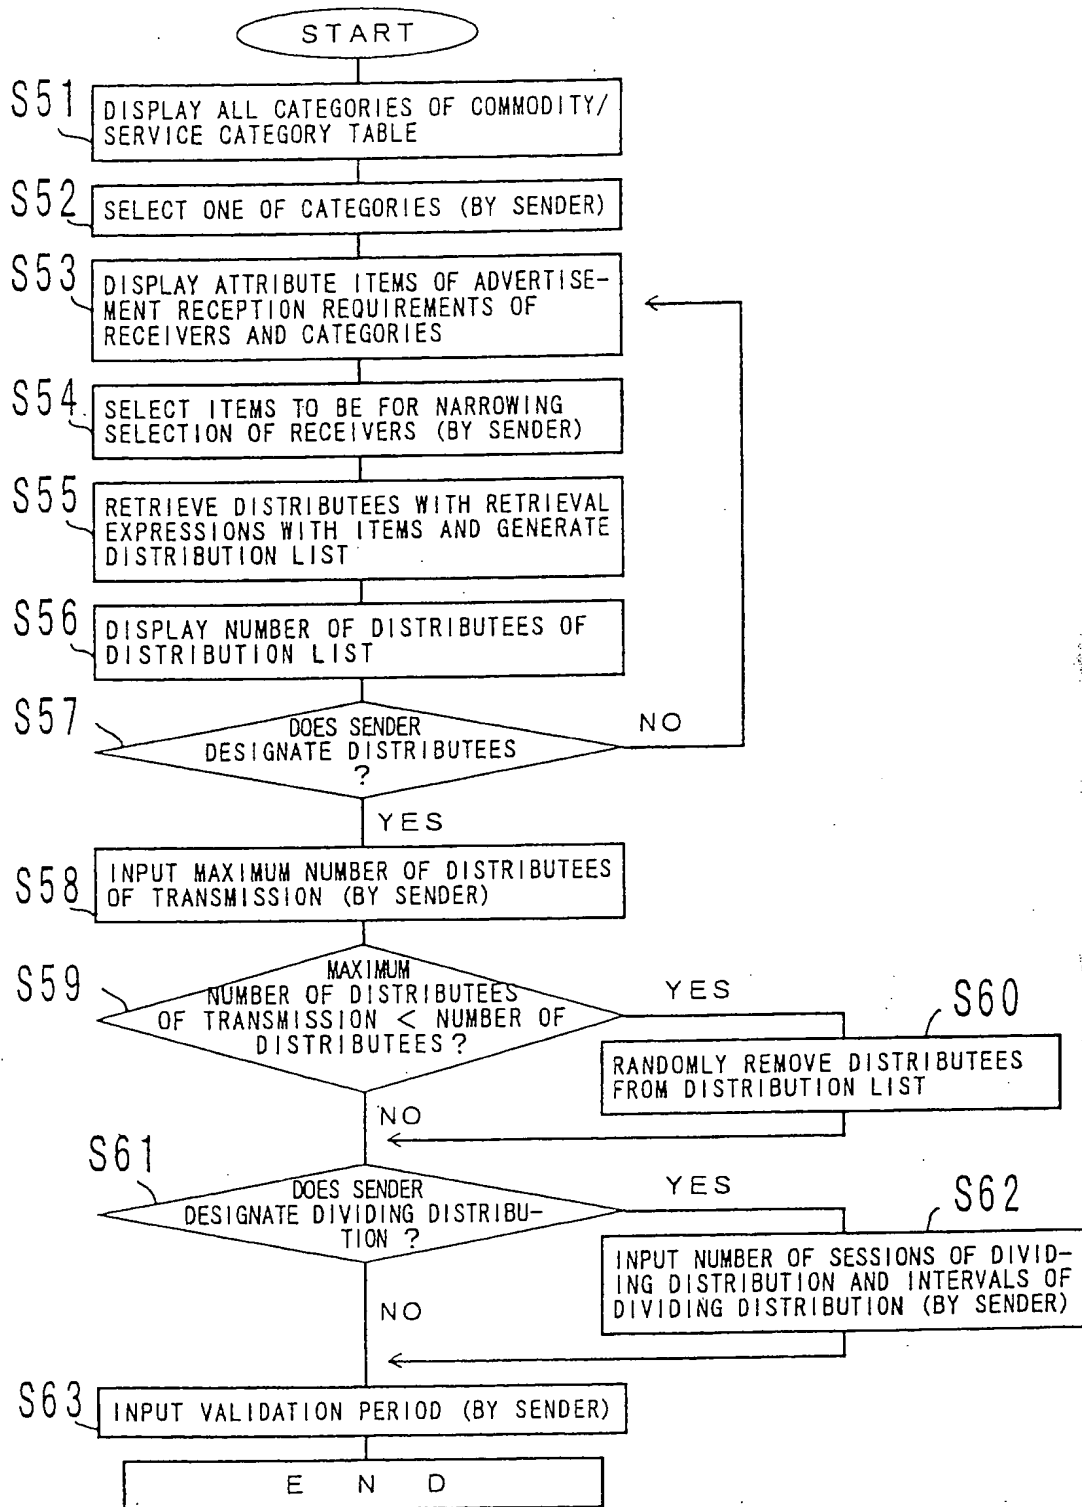 START
S51
DISPLAY ALL CATEGORIES OF COMMODITY/
SERVICE CATEGORY TABLE
S52
SELECT ONE OF CATEGORIES (BY SENDER)
S53
DISPLAY ATTRIBUTE ITEMS OF ADVERTISE-
MENT RECEPTION REQUIREMENTS OF
RECEIVERS AND CATEGORIES
S54
SELECT ITEMS TO BE FOR NARROWING
SELECTION OF RECEIVERS (BY SENDER)
S55
RETRIEVE DISTRIBUTEES WITH RETRIEVAL
EXPRESSIONS WITH ITEMS AND GENERATE
DISTRIBUTION LIST
S56
DISPLAY NUMBER OF DISTRIBUTEES OF
DISTRIBUTION LIST
S57
DOES SENDER
DESIGNATE DISTRIBUTEES
?
NO
YES
S58
INPUT MAXIMUM NUMBER OF DISTRIBUTEES
OF TRANSMISSION (BY SENDER)
S59
MAXIMUM
NUMBER OF DISTRIBUTEES
OF TRANSMISSION < NUMBER OF
DISTRIBUTEES?
YES
S60
RANDOMLY REMOVE DISTRIBUTEES
FROM DISTRIBUTION LIST
NO
S61
DOES SENDER
DESIGNATE DIVIDING DISTRIBU-
TION ?
YES
S62
INPUT NUMBER OF SESSIONS OF DIVID-
ING DISTRIBUTION AND INTERVALS OF
DIVIDING DISTRIBUTION (BY SENDER)
NO
S63
INPUT VALIDATION PERIOD (BY SENDER)
E N D